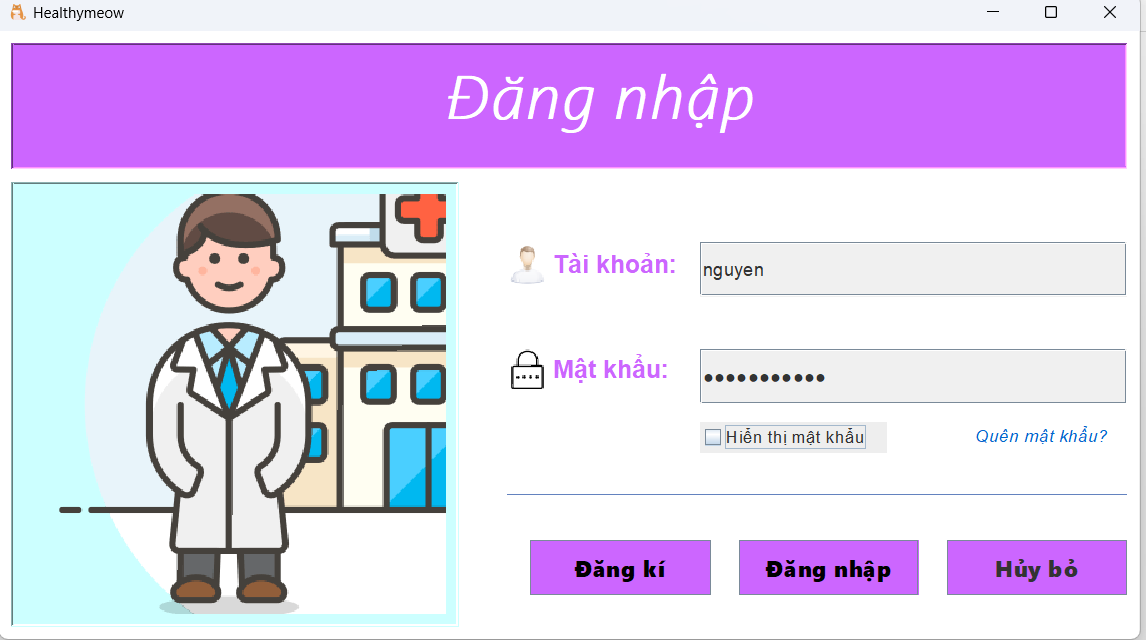 Healthymeow
Đăng nhập
Tài khoản:
nguyen
Mật khẩu:
•••••••••••
Hiển thị mật khẩu
Quên mật khẩu?
Đăng kí
Đăng nhập
Hủy bỏ